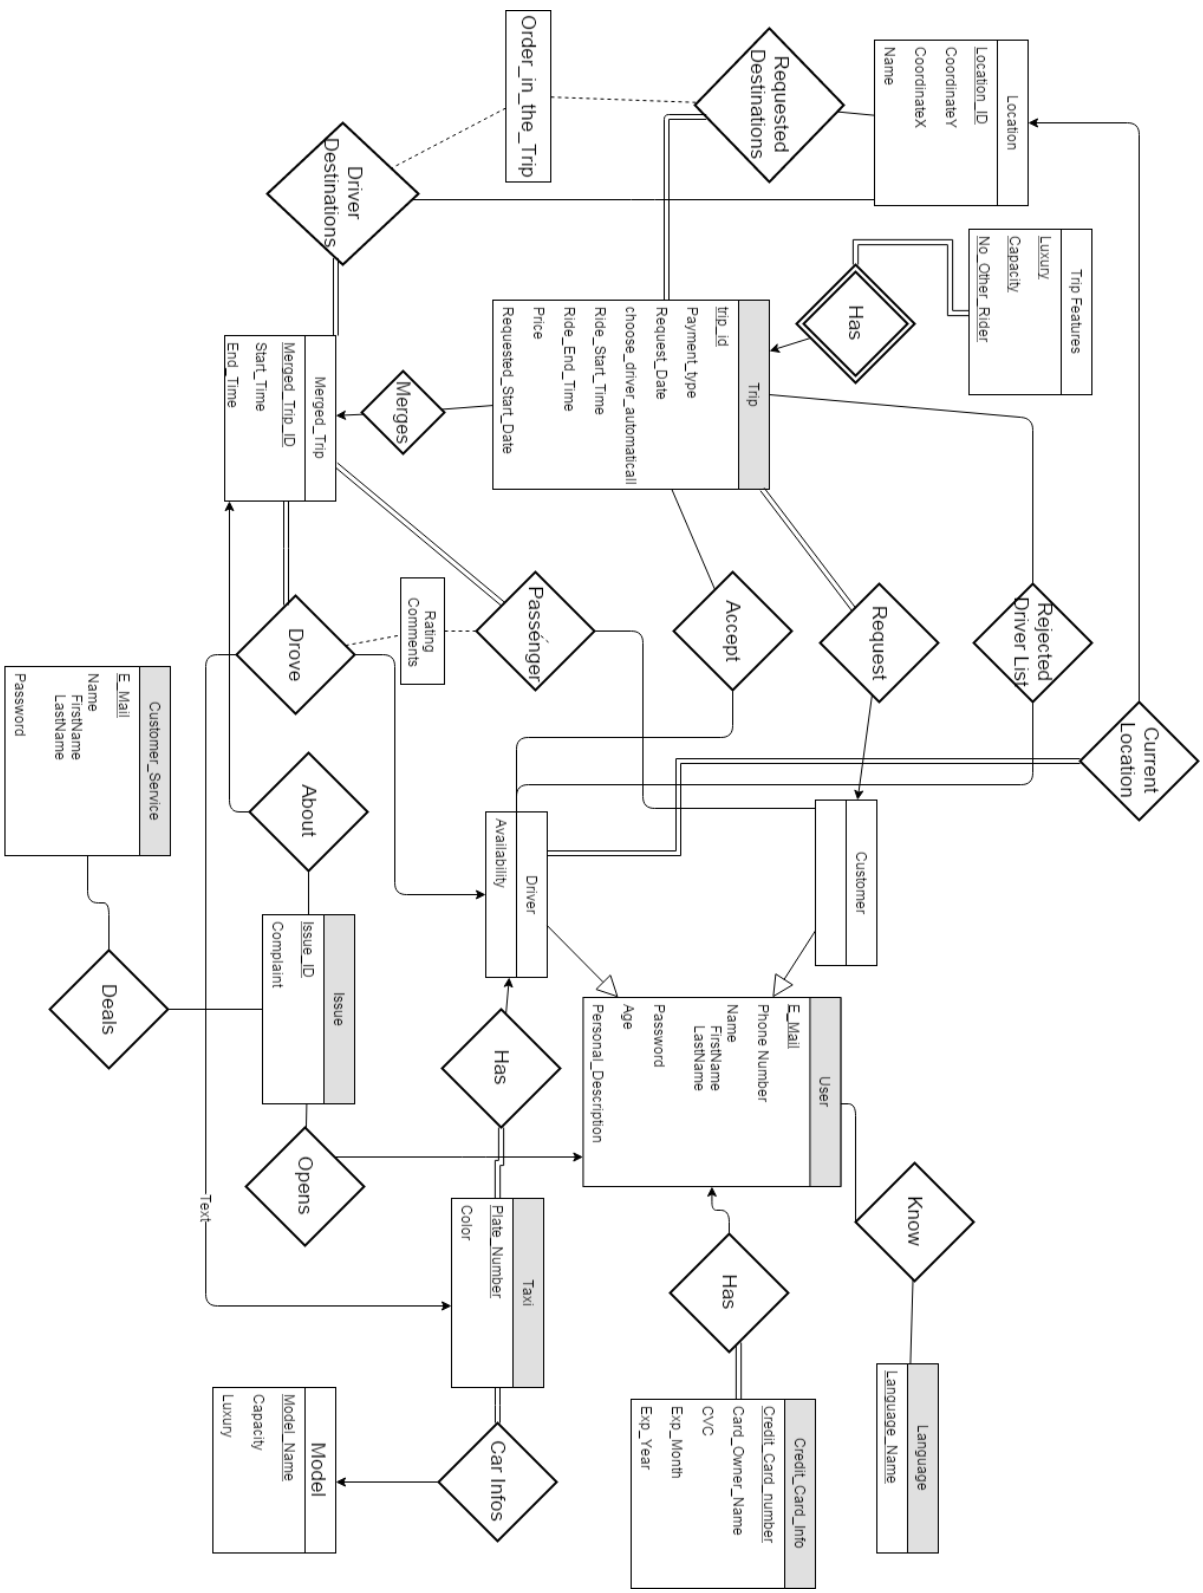 Current
Location
Trip Features
Luxury
Capacity
No_Other_Rider
Location
Location_ID
CoordinateY
CoordinateX
Name
Rejected
Driver List
Know
Language
Language_Name
Has
Request
Customer
Requested
Destinations
Trip
trip_id
Payment_type
Request_Date
choose_driver_automaticall
Ride_Start_Time
Ride_End_Time
Price
Requested_Start_Date
Accept
User
E_Mail
Phone Number
Name
FirstName
LastName
Password
Age
Personal_Description
Has
Credit_Card_Info
Credit_Card_number
Card_Owner_Name
CVC
Exp_Month
Exp_Year
Order_in_the_Trip
Passenger
Driver
Availability
Has
Taxi
Plate_Number
Color
Car Infos
Merges
Rating
Comments
Driver
Destinations
Merged_Trip
Merged_Trip_ID
Start_Time
End_Time
Drove
About
Issue
Issue_ID
Complaint
Opens
Model
Model_Name
Capacity
Luxury
Text
Customer_Service
E_Mail
Name
FirstName
LastName
Password
Deals